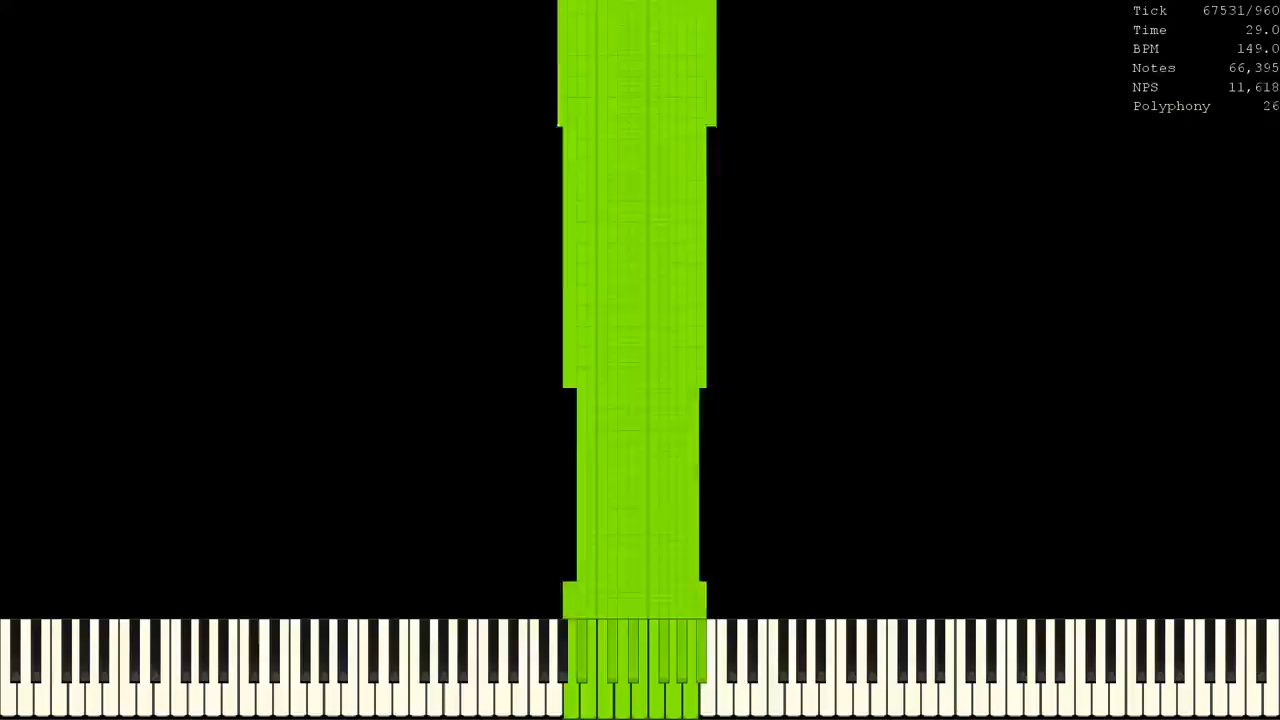 Tick 67531/960
Time 29.0
BPM 149.0
Notes 66,395
NPS 11,618
Polyphony 26